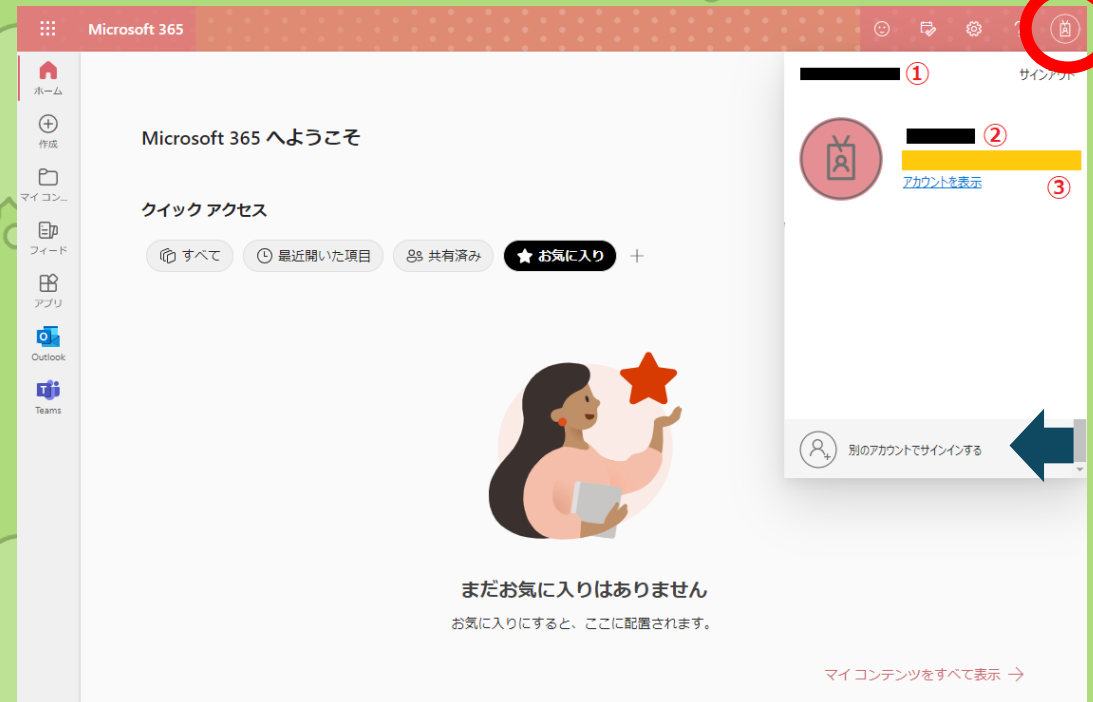 Microsoft 365
?
ホーム
作成
マイ コン...
フィード
アプリ
Outlook
Teams
Microsoft 365 へようこそ
クイック アクセス
すべて
最近開いた項目
共有済み
お気に入り
まだお気に入りはありません
お気に入りにすると、ここに配置されます。
マイ コンテンツをすべて表示 →
①
サインアウト
②
アカウントを表示
③
別のアカウントでサインインする